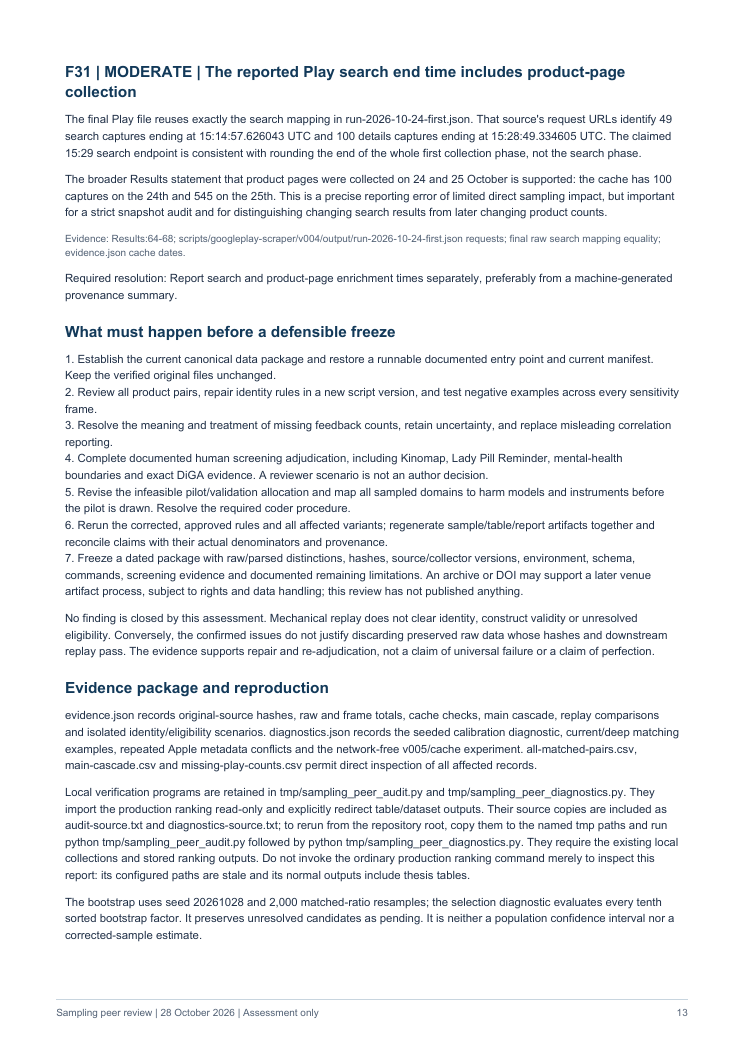 F31 | MODERATE | The reported Play search end time includes product-page
collection
The final Play file reuses exactly the search mapping in run-2026-10-24-first.json. That source's request URLs identify 49
search captures ending at 15:14:57.626043 UTC and 100 details captures ending at 15:28:49.334605 UTC. The claimed
15:29 search endpoint is consistent with rounding the end of the whole first collection phase, not the search phase.
The broader Results statement that product pages were collected on 24 and 25 October is supported: the cache has 100
captures on the 24th and 545 on the 25th. This is a precise reporting error of limited direct sampling impact, but important
for a strict snapshot audit and for distinguishing changing search results from later changing product counts.
Evidence: Results:64-68; scripts/googleplay-scraper/v004/output/run-2026-10-24-first.json requests; final raw search mapping equality;
evidence.json cache dates.
Required resolution: Report search and product-page enrichment times separately, preferably from a machine-generated
provenance summary.
What must happen before a defensible freeze
1. Establish the current canonical data package and restore a runnable documented entry point and current manifest.
Keep the verified original files unchanged.
2. Review all product pairs, repair identity rules in a new script version, and test negative examples across every sensitivity
frame.
3. Resolve the meaning and treatment of missing feedback counts, retain uncertainty, and replace misleading correlation
reporting.
4. Complete documented human screening adjudication, including Kinomap, Lady Pill Reminder, mental-health
boundaries and exact DiGA evidence. A reviewer scenario is not an author decision.
5. Revise the infeasible pilot/validation allocation and map all sampled domains to harm models and instruments before
the pilot is drawn. Resolve the required coder procedure.
6. Rerun the corrected, approved rules and all affected variants; regenerate sample/table/report artifacts together and
reconcile claims with their actual denominators and provenance.
7. Freeze a dated package with raw/parsed distinctions, hashes, source/collector versions, environment, schema,
commands, screening evidence and documented remaining limitations. An archive or DOI may support a later venue
artifact process, subject to rights and data handling; this review has not published anything.
No finding is closed by this assessment. Mechanical replay does not clear identity, construct validity or unresolved
eligibility. Conversely, the confirmed issues do not justify discarding preserved raw data whose hashes and downstream
replay pass. The evidence supports repair and re-adjudication, not a claim of universal failure or a claim of perfection.
Evidence package and reproduction
evidence.json records original-source hashes, raw and frame totals, cache checks, main cascade, replay comparisons
and isolated identity/eligibility scenarios. diagnostics.json records the seeded calibration diagnostic, current/deep matching
examples, repeated Apple metadata conflicts and the network-free v005/cache experiment. all-matched-pairs.csv,
main-cascade.csv and missing-play-counts.csv permit direct inspection of all affected records.
Local verification programs are retained in tmp/sampling_peer_audit.py and tmp/sampling_peer_diagnostics.py. They
import the production ranking read-only and explicitly redirect table/dataset outputs. Their source copies are included as
audit-source.txt and diagnostics-source.txt; to rerun from the repository root, copy them to the named tmp paths and run
python tmp/sampling_peer_audit.py followed by python tmp/sampling_peer_diagnostics.py. They require the existing local
collections and stored ranking outputs. Do not invoke the ordinary production ranking command merely to inspect this
report: its configured paths are stale and its normal outputs include thesis tables.
The bootstrap uses seed 20261028 and 2,000 matched-ratio resamples; the selection diagnostic evaluates every tenth
sorted bootstrap factor. It preserves unresolved candidates as pending. It is neither a population confidence interval nor a
corrected-sample estimate.
Sampling peer review | 28 October 2026 | Assessment only
13